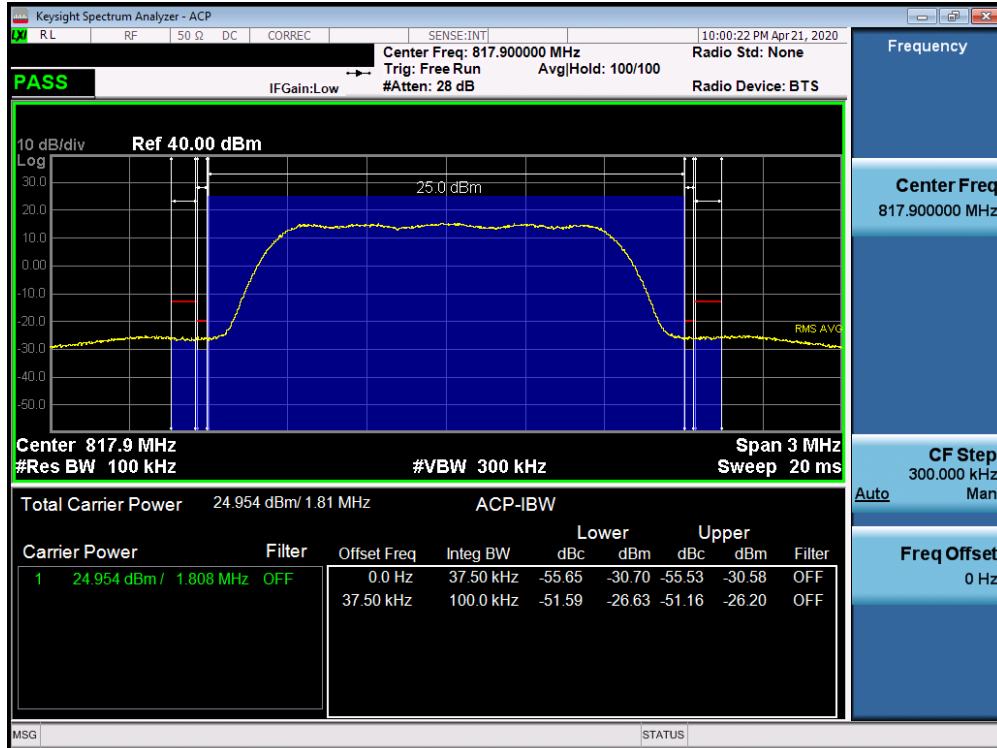 Keysight Spectrum Analyzer - ACP
LXI RL RF 50 Ω DC CORREC SENSE:INT 10:00:22 PM Apr 21, 2020
Center Freq: 817.900000 MHz Radio Std: None
Trig: Free Run Avg|Hold: 100/100
PASS IFGain:Low #Atten: 28 dB Radio Device: BTS
10 dB/div Ref 40.00 dBm
Log
25.0 dBm
30.0
20.0
10.0
0.00
-10.0
-20.0
RMS AVG
-30.0
-40.0
-50.0
Center 817.9 MHz Span 3 MHz
#Res BW 100 kHz #VBW 300 kHz Sweep 20 ms
Total Carrier Power 24.954 dBm/ 1.81 MHz ACP-IBW
Lower Upper
Carrier Power Filter Offset Freq Integ BW dBc dBm dBc dBm Filter
1 24.954 dBm / 1.808 MHz OFF 0.0 Hz 37.50 kHz -55.65 -30.70 -55.53 -30.58 OFF
37.50 kHz 100.0 kHz -51.59 -26.63 -51.16 -26.20 OFF
MSG STATUS
Frequency
Center Freq
817.900000 MHz
CF Step
300.000 kHz
Auto Man
Freq Offset
0 Hz